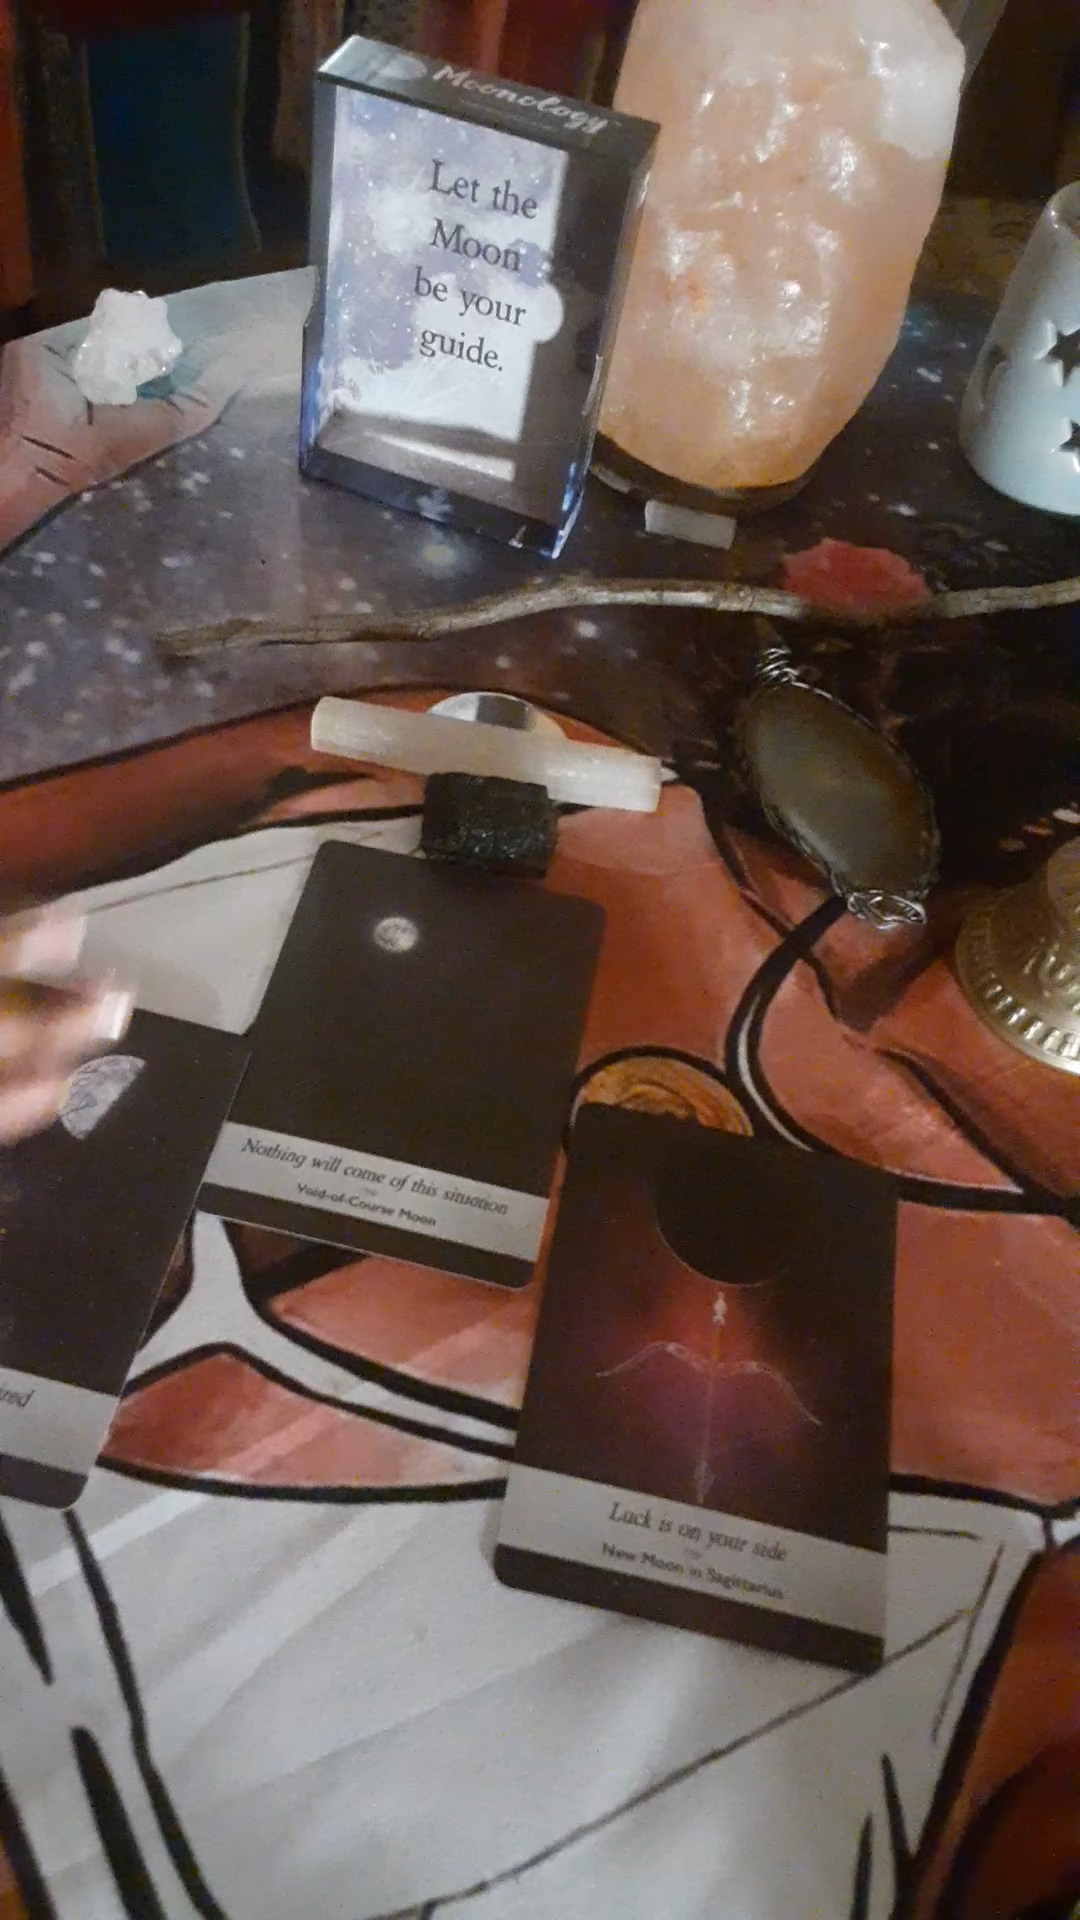 Moonology
Let the
Moon
be your
guide.
Nothing will come of this situation
Void-of-Course Moon
Luck is on your side
New Moon in Sagittarius